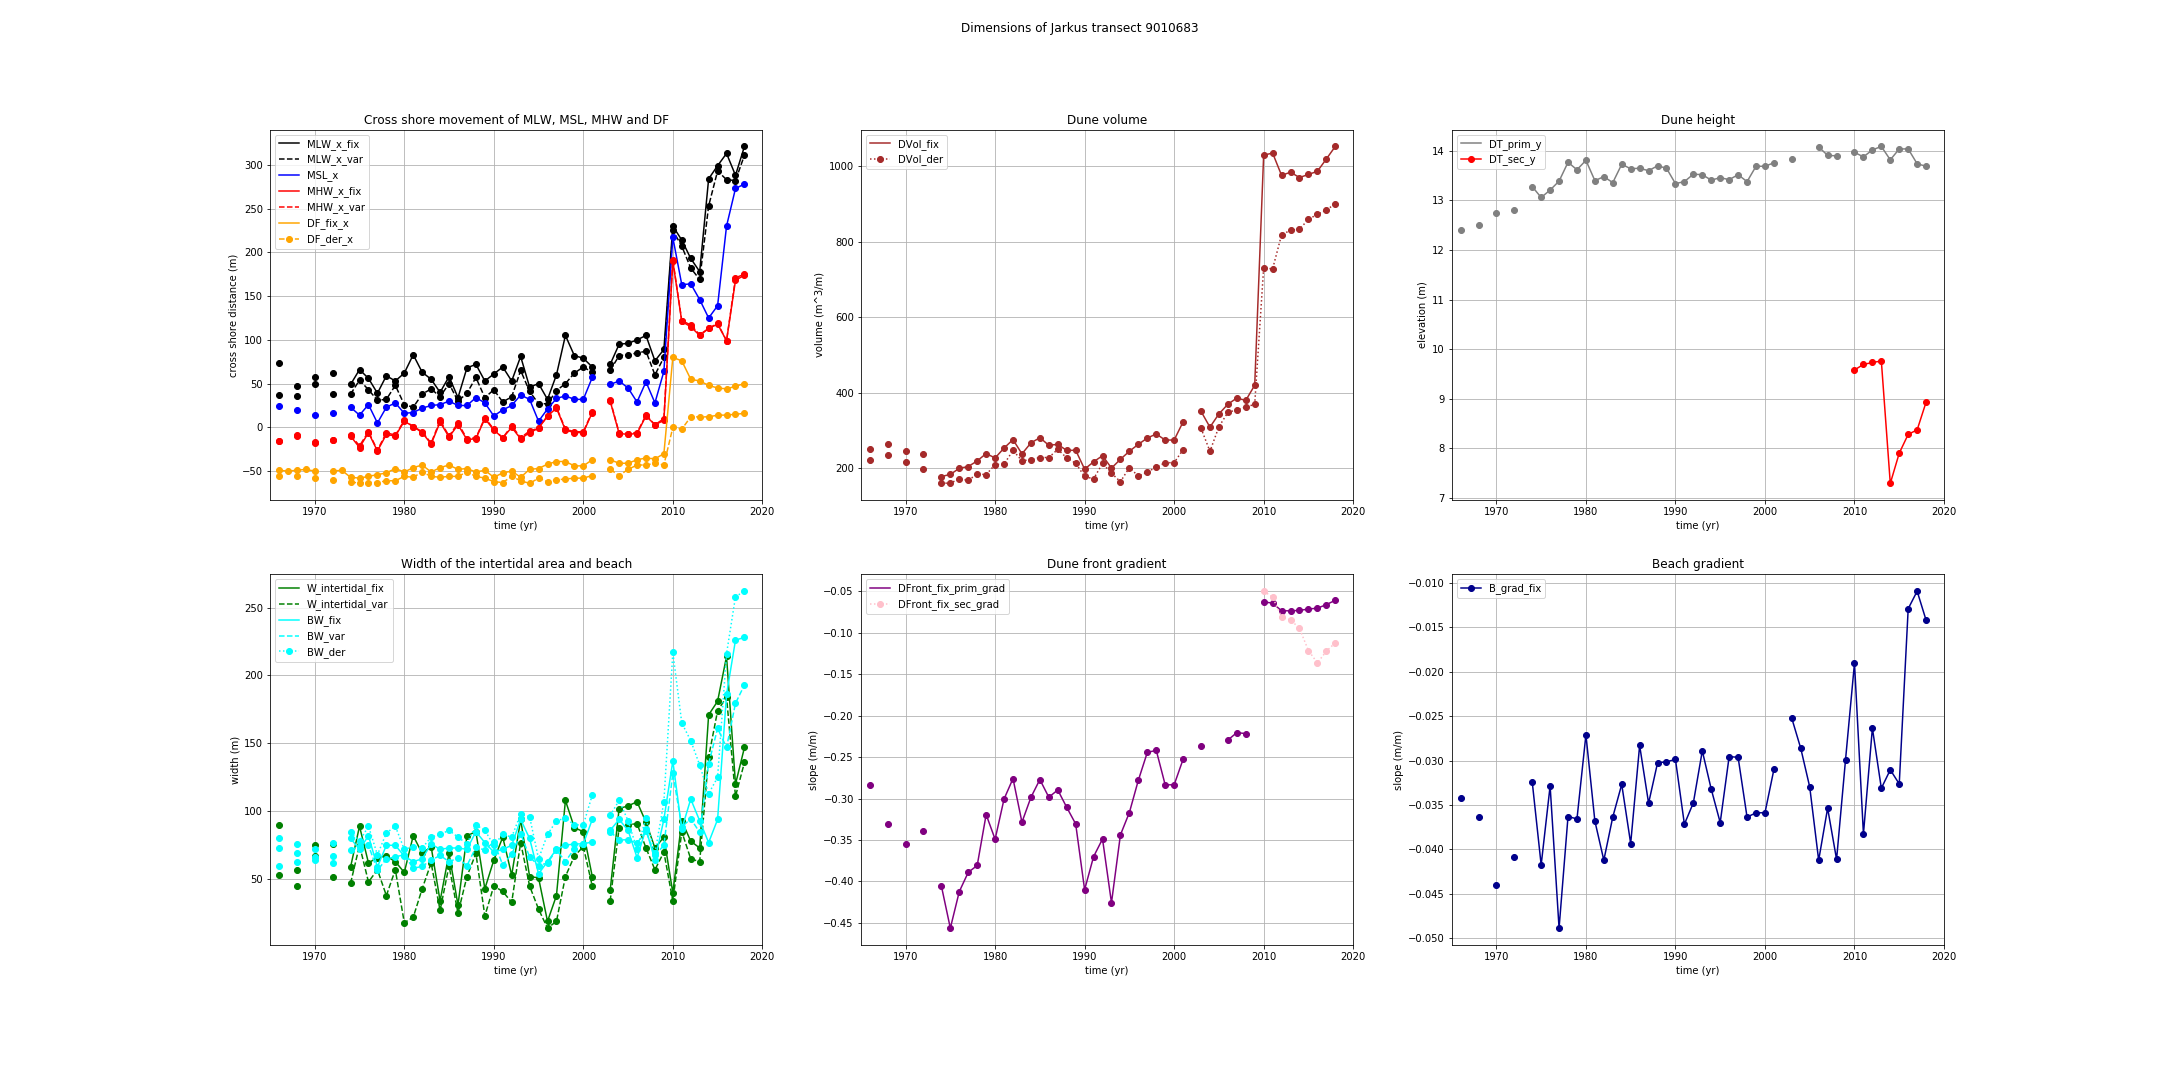 Dimensions of Jarkus transect 9010683
Cross shore movement of MLW, MSL, MHW and DF
MLW_x_fix
MLW_x_var
MSL_x
MHW_x_fix
MHW_x_var
DF_fix_x
DF_der_x
cross shore distance (m)
300
250
200
150
100
50
0
−50
1970
1980
1990
2000
2010
2020
time (yr)
Dune volume
DVol_fix
DVol_der
volume (m^3/m)
1000
800
600
400
200
1970
1980
1990
2000
2010
2020
time (yr)
Dune height
DT_prim_y
DT_sec_y
elevation (m)
14
13
12
11
10
9
8
7
1970
1980
1990
2000
2010
2020
time (yr)
Width of the intertidal area and beach
W_intertidal_fix
W_intertidal_var
BW_fix
BW_var
BW_der
width (m)
250
200
150
100
50
1970
1980
1990
2000
2010
2020
time (yr)
Dune front gradient
DFront_fix_prim_grad
DFront_fix_sec_grad
slope (m/m)
−0.05
−0.10
−0.15
−0.20
−0.25
−0.30
−0.35
−0.40
−0.45
1970
1980
1990
2000
2010
2020
time (yr)
Beach gradient
B_grad_fix
slope (m/m)
−0.010
−0.015
−0.020
−0.025
−0.030
−0.035
−0.040
−0.045
−0.050
1970
1980
1990
2000
2010
2020
time (yr)